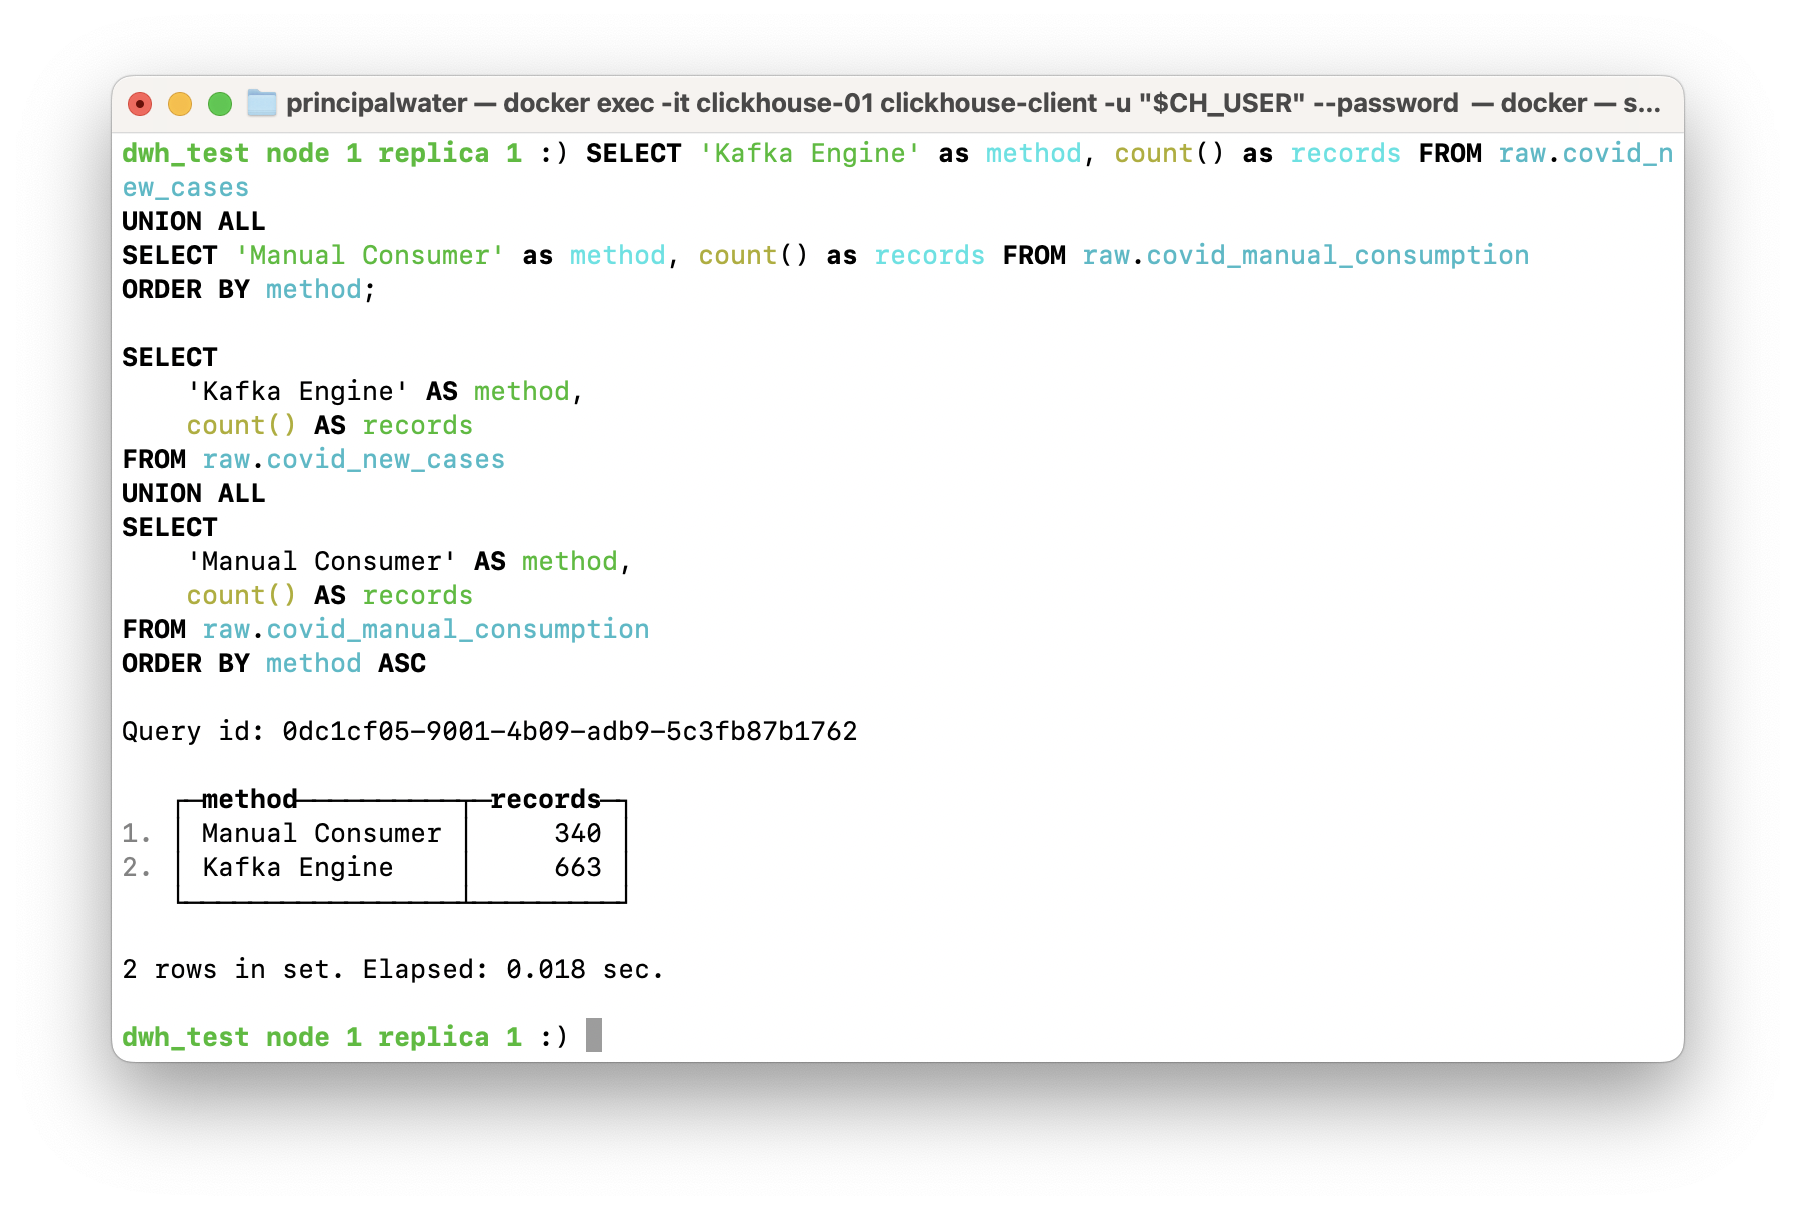 principalwater — docker exec -it clickhouse-01 clickhouse-client -u "$CH_USER" --password — docker — s...
dwh_test node 1 replica 1 :) SELECT 'Kafka Engine' as method, count() as records FROM raw.covid_n
ew_cases
UNION ALL
SELECT 'Manual Consumer' as method, count() as records FROM raw.covid_manual_consumption
ORDER BY method;
SELECT
    'Kafka Engine' AS method,
    count() AS records
FROM raw.covid_new_cases
UNION ALL
SELECT
    'Manual Consumer' AS method,
    count() AS records
FROM raw.covid_manual_consumption
ORDER BY method ASC
Query id: 0dc1cf05-9001-4b09-adb9-5c3fb87b1762
method records
1. Manual Consumer 340
2. Kafka Engine 663
2 rows in set. Elapsed: 0.018 sec.
dwh_test node 1 replica 1 :)